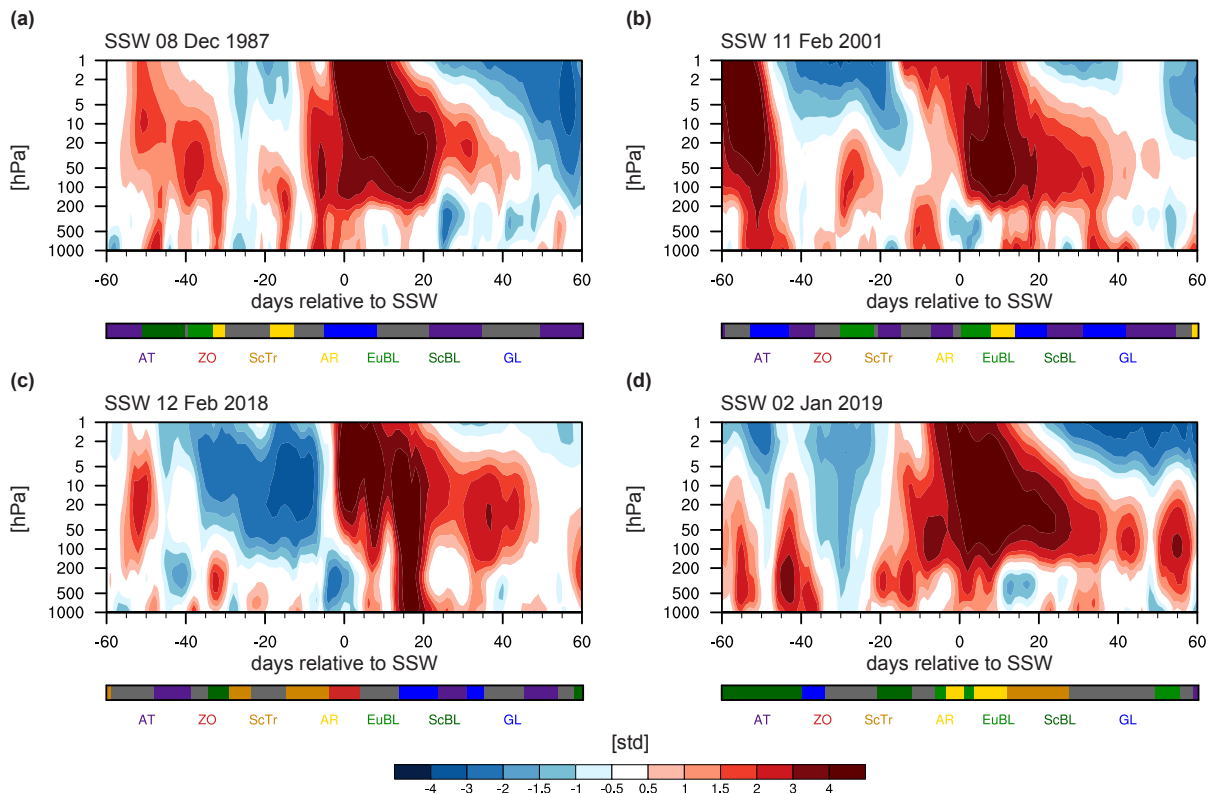 (a)
SSW 08 Dec 1987
1
2
5
10
20
50
100
200
500
1000
[hPa]
-60 -40 -20 0 20 40 60
days relative to SSW
AT ZO ScTr AR EuBL ScBL GL
(b)
SSW 11 Feb 2001
1
2
5
10
20
50
100
200
500
1000
[hPa]
-60 -40 -20 0 20 40 60
days relative to SSW
AT ZO ScTr AR EuBL ScBL GL
(c)
SSW 12 Feb 2018
1
2
5
10
20
50
100
200
500
1000
[hPa]
-60 -40 -20 0 20 40 60
days relative to SSW
AT ZO ScTr AR EuBL ScBL GL
(d)
SSW 02 Jan 2019
1
2
5
10
20
50
100
200
500
1000
[hPa]
-60 -40 -20 0 20 40 60
days relative to SSW
AT ZO ScTr AR EuBL ScBL GL
[std]
-4 -3 -2 -1.5 -1 -0.5 0.5 1 1.5 2 3 4